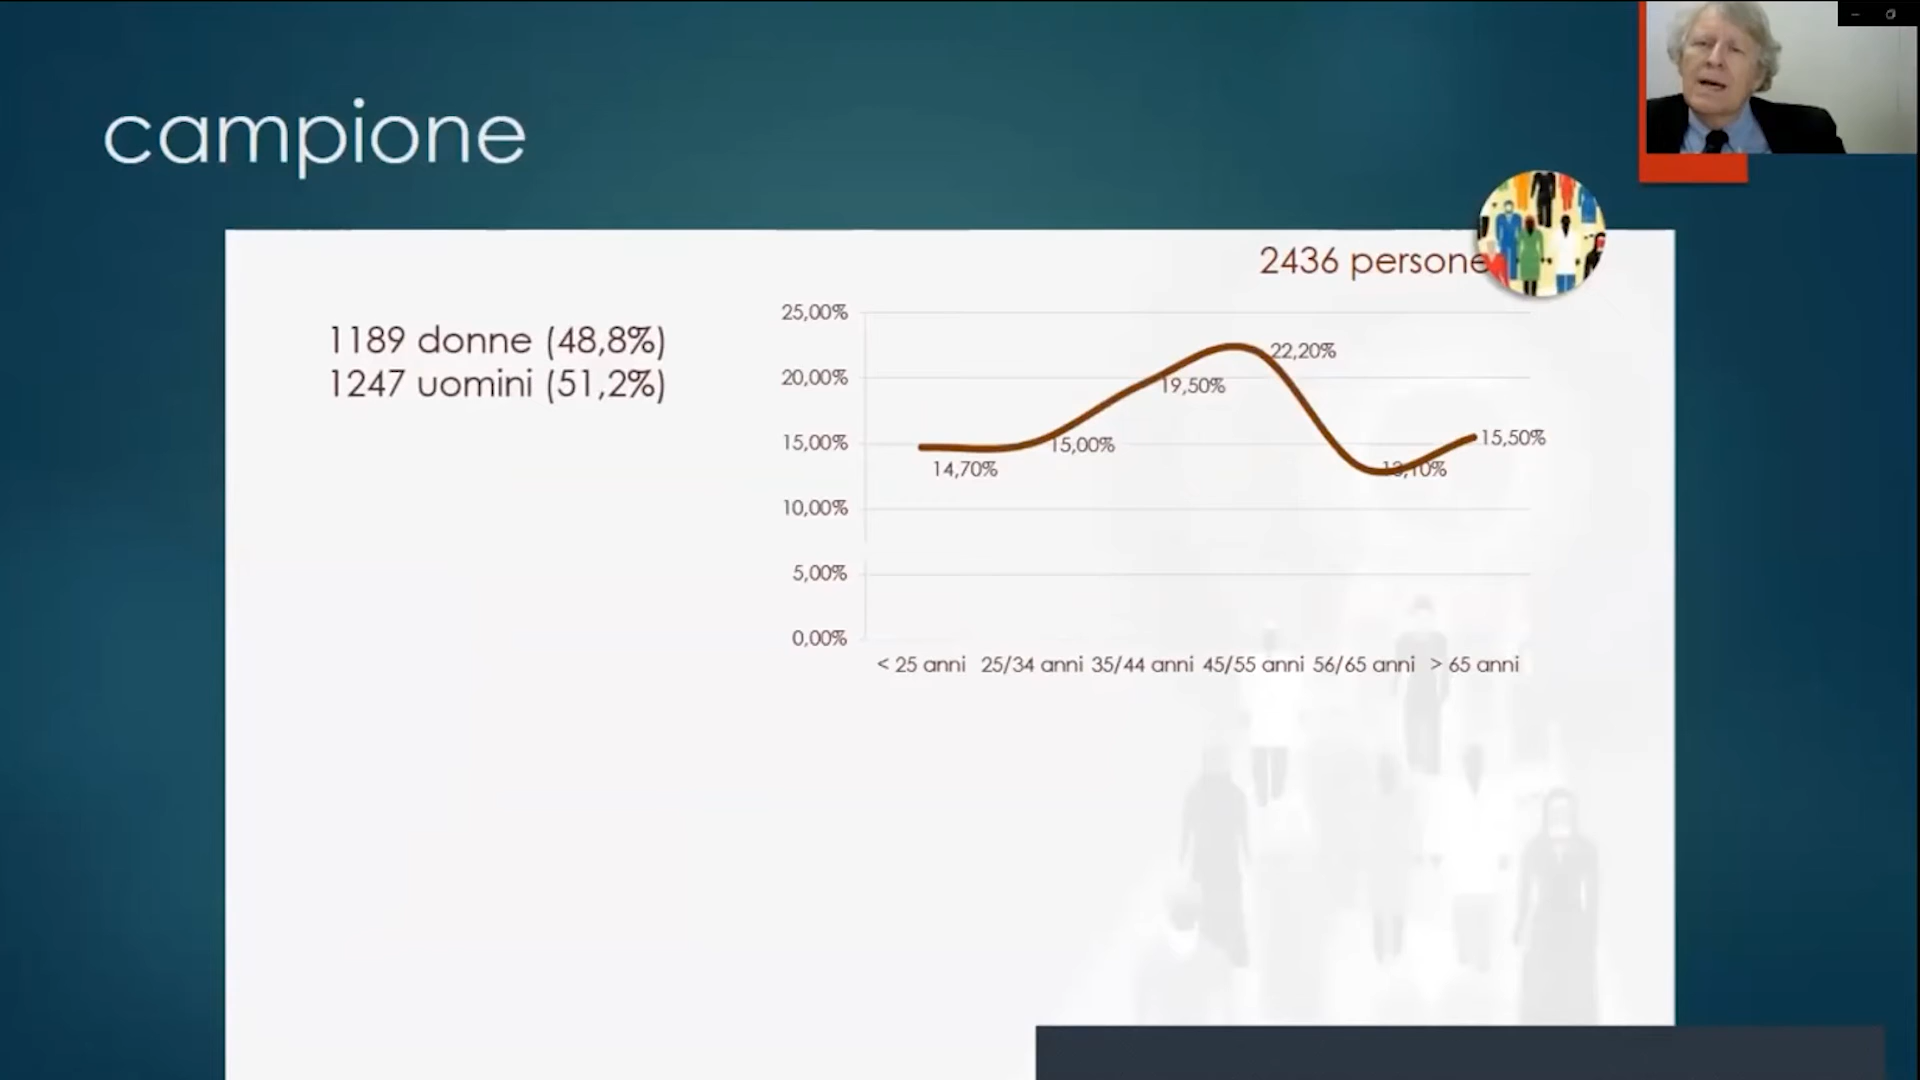 campione
2436 persone
1189 donne (48,8%)
1247 uomini (51,2%)
25,00%
20,00%
15,00%
10,00%
5,00%
0,00%
14,70%
15,00%
19,50%
22,20%
13,10%
15,50%
< 25 anni 25/34 anni 35/44 anni 45/55 anni 56/65 anni > 65 anni